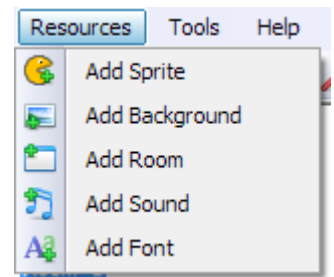 Resources Tools Help
Add Sprite
Add Background
Add Room
Add Sound
Add Font